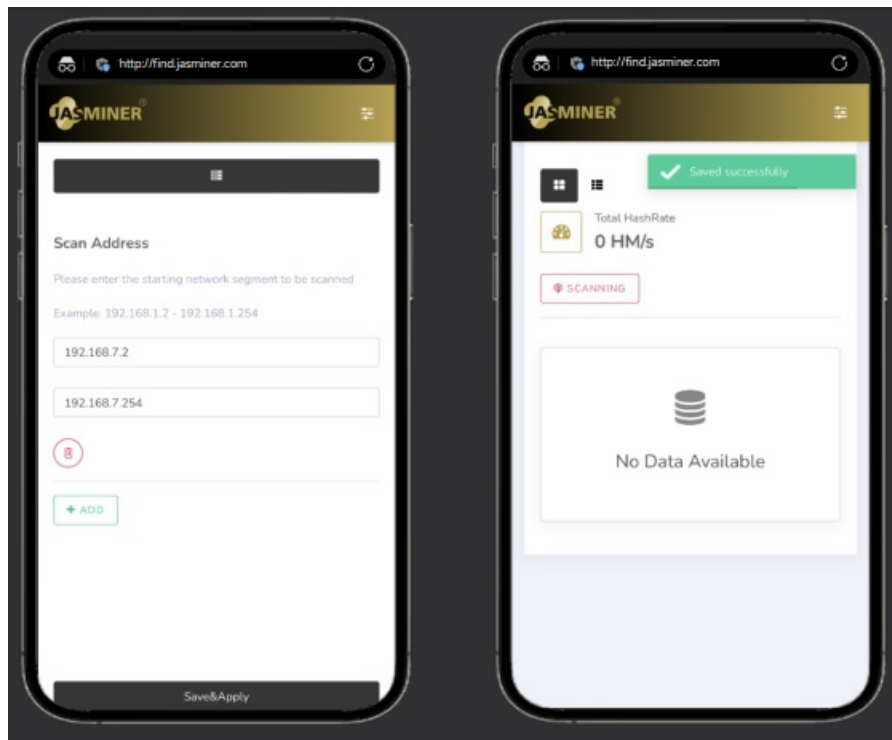 http://find.jasminer.com
JASMINER®
Scan Address
Please enter the starting network segment to be scanned
Example: 192.168.1.2 - 192.168.1.254
192.168.7.2
192.168.7.254
+ ADD
Save&Apply
http://find.jasminer.com
JASMINER®
Saved successfully
Total HashRate
0 HM/s
SCANNING
No Data Available